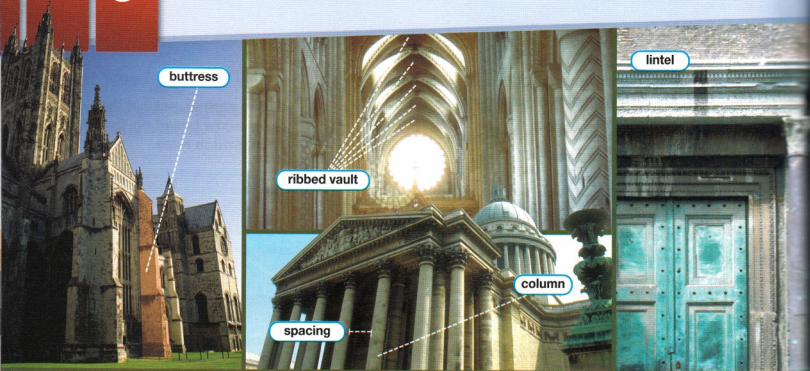 buttress
ribbed vault
spacing
column
lintel